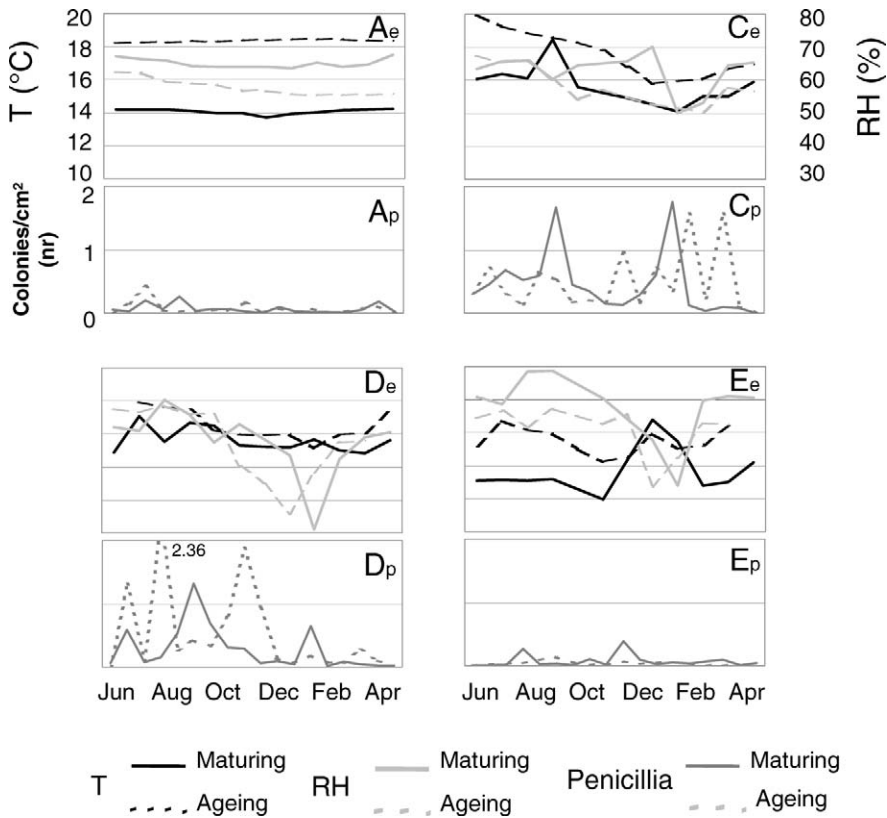 T (°C)
20
18
16
14
12
10
Ae
Ce
80
70
60
50
40
30
RH (%)
Colonies/cm²
(nr)
2
1
0
Ap
Cp
De
Ee
2.36
Dp
Ep
Jun Aug Oct Dec Feb Apr
Jun Aug Oct Dec Feb Apr
T Maturing RH Maturing Penicillia Maturing
Ageing Ageing Ageing